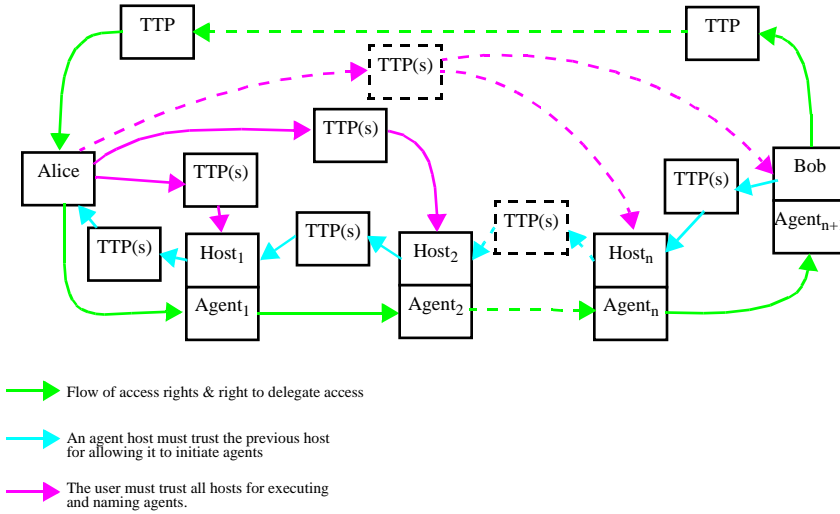 TTP
TTP
TTP(s)
TTP(s)
Alice
TTP(s)
TTP(s)
Bob
TTP(s)
TTP(s)
TTP(s)
Host1
Host2
Hostn
Agentn+
Agent1
Agent2
Agentn
Flow of access rights & right to delegate access
An agent host must trust the previous host
for allowing it to initiate agents
The user must trust all hosts for executing
and naming agents.